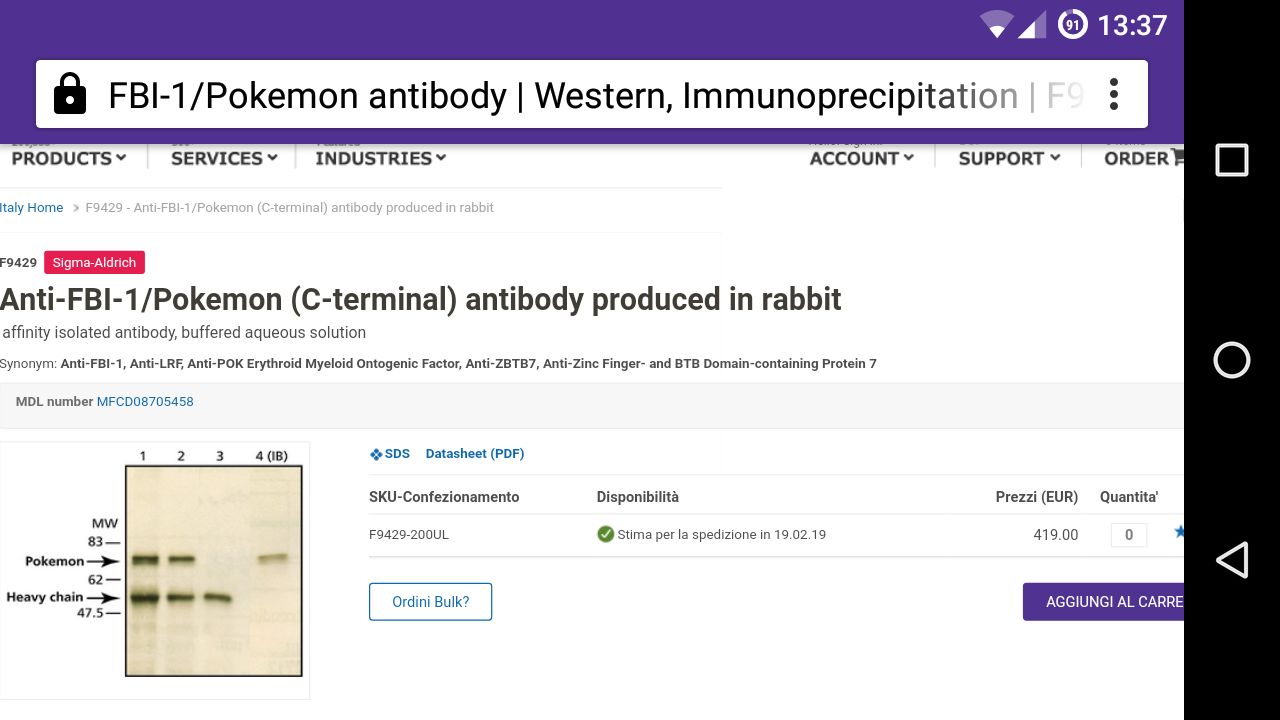 91 13:37
FBI-1/Pokemon antibody | Western, Immunoprecipitation | F9
PRODUCTS SERVICES INDUSTRIES ACCOUNT SUPPORT ORDER
Italy Home F9429 - Anti-FBI-1/Pokemon (C-terminal) antibody produced in rabbit
F9429 Sigma-Aldrich
Anti-FBI-1/Pokemon (C-terminal) antibody produced in rabbit
affinity isolated antibody, buffered aqueous solution
Synonym: Anti-FBI-1, Anti-LRF, Anti-POK Erythroid Myeloid Ontogenic Factor, Anti-ZBTB7, Anti-Zinc Finger- and BTB Domain-containing Protein 7
MDL number MFCD08705458
1 2 3 4 (IB)
MW
83
Pokemon
62
Heavy chain
47.5
SDS Datasheet (PDF)
SKU-Confezionamento Disponibilità Prezzi (EUR) Quantita'
F9429-200UL Stima per la spedizione in 19.02.19 419.00 0
Ordini Bulk? AGGIUNGI AL CARRE